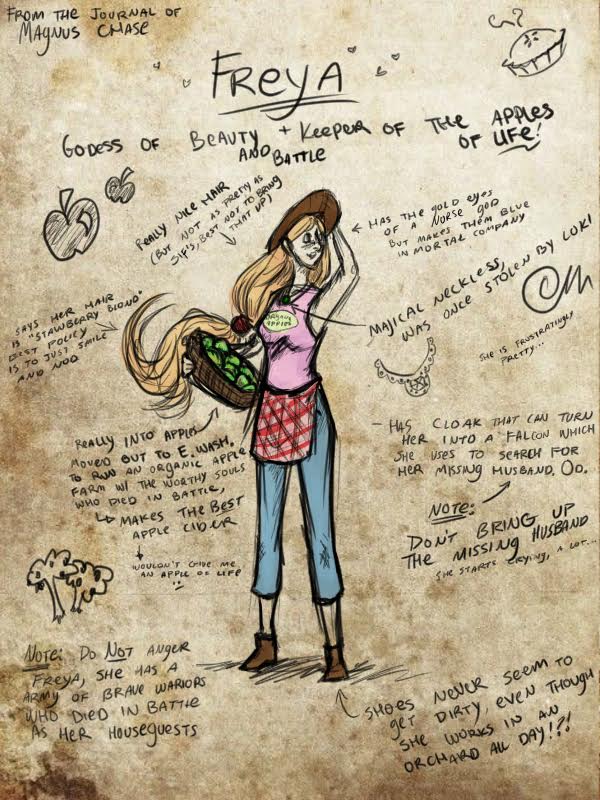 From the Journal of
Magnus Chase
Freya
Godess of Beauty + Keeper of the Apples
and Battle
of Life!
Really nice hair
(But not as pretty as
Sif's, best not to bring
that up)
Has the gold eyes
of a Norse god
But makes them blue
in mortal company
Majical neckless,
was once stolen by Loki
She is frustratingly
pretty...
Says her hair
is "stawberry blond"
Best policy
is to just smile
and nod
Organic
Apples
Really into apples
moved out to E. Wash.
to run an organic apple
farm w/ the worthy souls
who died in battle,
makes the best
apple cider
wouldn't give me
an apple of life
- Has cloak that can turn
her into a falcon which
she uses to search for
her missing husband, Od.
Note:
Don't bring up
the missing husband
she starts crying, a lot...
Note: Do Not anger
Freya, she has a
army of brave wariors
who died in battle
as her houseguests
Shoes never seem to
get dirty, even though
she works in an
orchard all day!?!